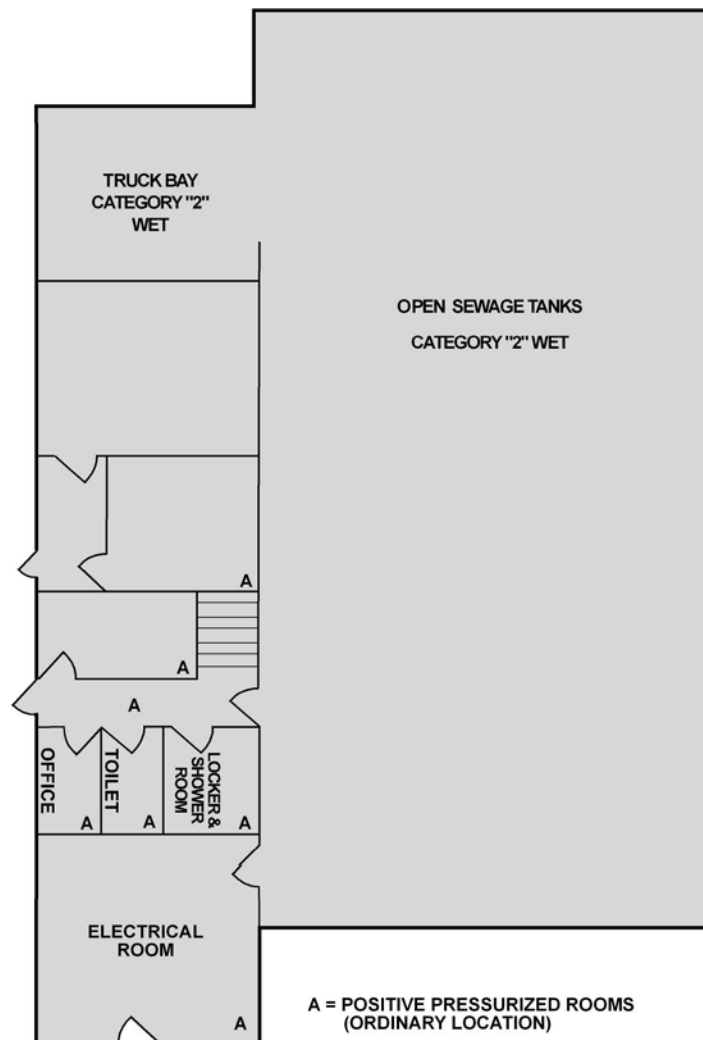 TRUCK BAY
CATEGORY "2"
WET
OPEN SEWAGE TANKS
CATEGORY "2" WET
A
A
A
OFFICE
A
TOILET
A
LOCKER &
SHOWER
ROOM
A
ELECTRICAL
ROOM
A
A = POSITIVE PRESSURIZED ROOMS
(ORDINARY LOCATION)